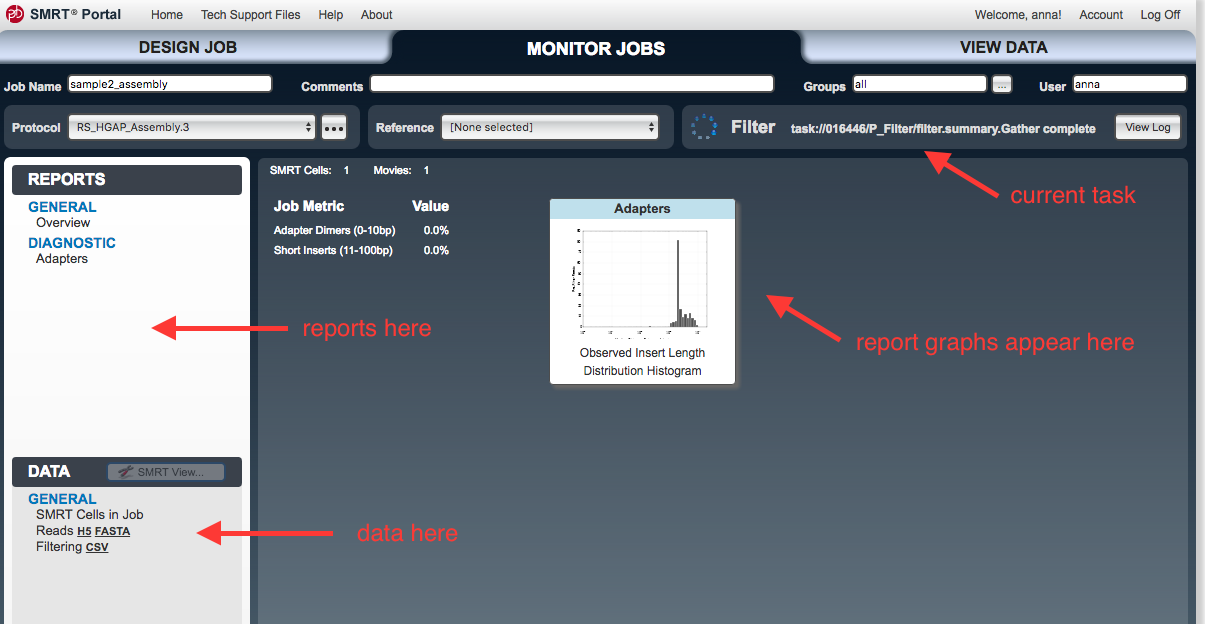 SMRT® Portal Home Tech Support Files Help About Welcome, anna! Account Log Off
DESIGN JOB MONITOR JOBS VIEW DATA
Job Name sample2_assembly Comments Groups all ... User anna
Protocol RS_HGAP_Assembly.3 ... Reference [None selected] Filter task://016446/P_Filter/filter.summary.Gather complete View Log
current task
REPORTS
GENERAL
Overview
DIAGNOSTIC
Adapters
reports here
SMRT Cells: 1 Movies: 1
Job Metric Value
Adapter Dimers (0-10bp) 0.0%
Short Inserts (11-100bp) 0.0%
Adapters
Observed Insert Length
Distribution Histogram
report graphs appear here
DATA SMRT View...
GENERAL
SMRT Cells in Job
Reads H5 FASTA
Filtering CSV
data here